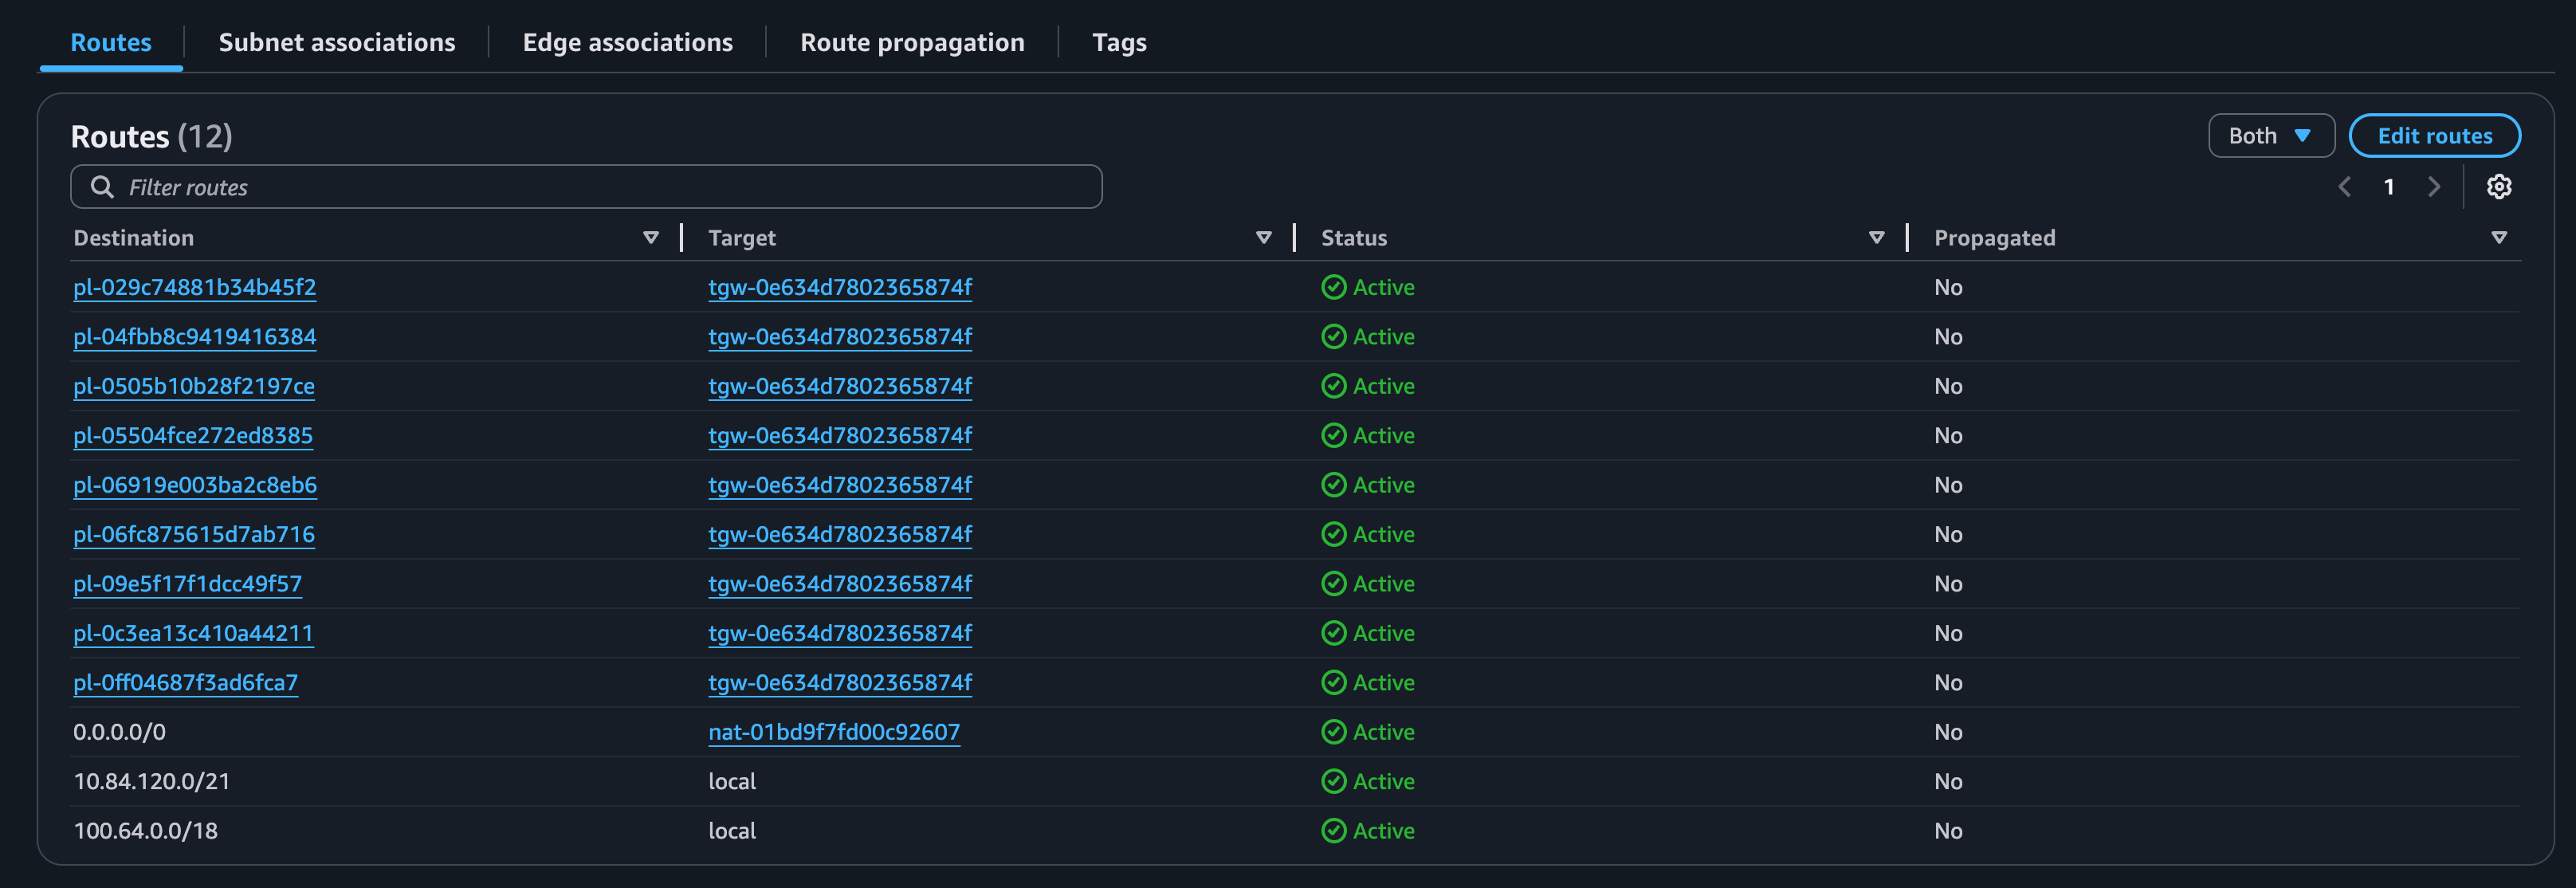 Routes Subnet associations Edge associations Route propagation Tags
Routes (12)
Both Edit routes
Filter routes
1
Destination Target Status Propagated
pl-029c74881b34b45f2 tgw-0e634d7802365874f Active No
pl-04fbb8c9419416384 tgw-0e634d7802365874f Active No
pl-0505b10b28f2197ce tgw-0e634d7802365874f Active No
pl-05504fce272ed8385 tgw-0e634d7802365874f Active No
pl-06919e003ba2c8eb6 tgw-0e634d7802365874f Active No
pl-06fc875615d7ab716 tgw-0e634d7802365874f Active No
pl-09e5f17f1dcc49f57 tgw-0e634d7802365874f Active No
pl-0c3ea13c410a44211 tgw-0e634d7802365874f Active No
pl-0ff04687f3ad6fca7 tgw-0e634d7802365874f Active No
0.0.0.0/0 nat-01bd9f7fd00c92607 Active No
10.84.120.0/21 local Active No
100.64.0.0/18 local Active No